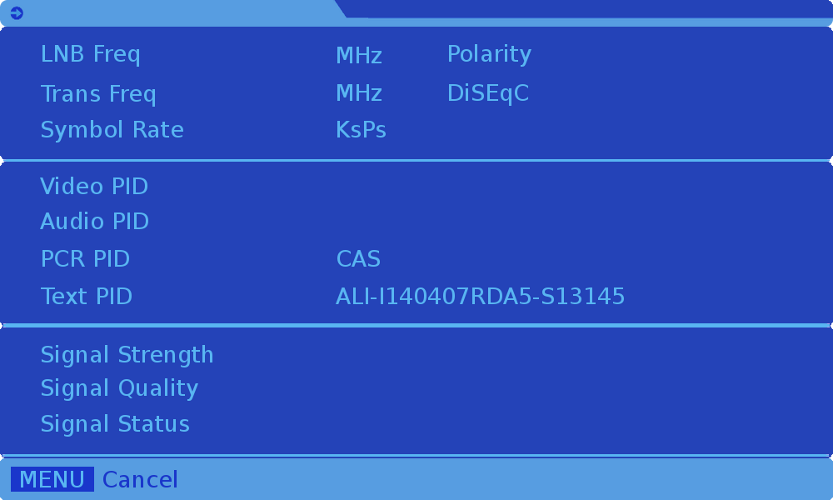 LNB Freq MHz Polarity
Trans Freq MHz DiSEqC
Symbol Rate KsPs
Video PID
Audio PID
PCR PID CAS
Text PID ALI-I140407RDA5-S13145
Signal Strength
Signal Quality
Signal Status
MENU Cancel